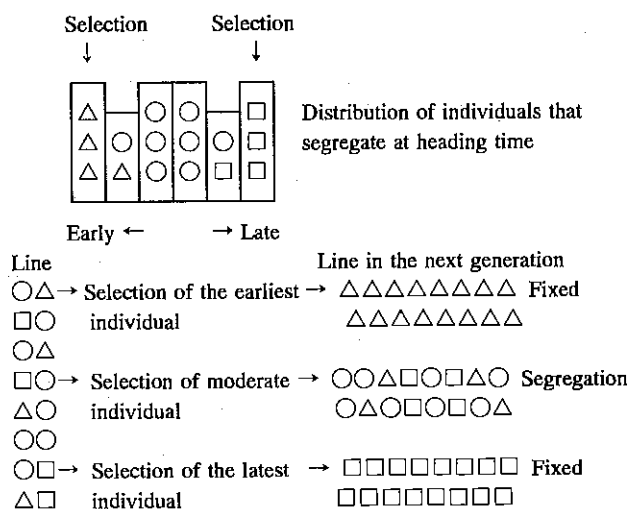 Selection Selection
↓ ↓
Distribution of individuals that
segregate at heading time
Early ← → Late
Line Line in the next generation
○△→ Selection of the earliest → △△△△△△△△ Fixed
□○ individual △△△△△△△△
○△
□○→ Selection of moderate → ○○△□○□△○ Segregation
△○ individual ○△○□○□○△
○○
○□→ Selection of the latest → □□□□□□□□ Fixed
△□ individual □□□□□□□□